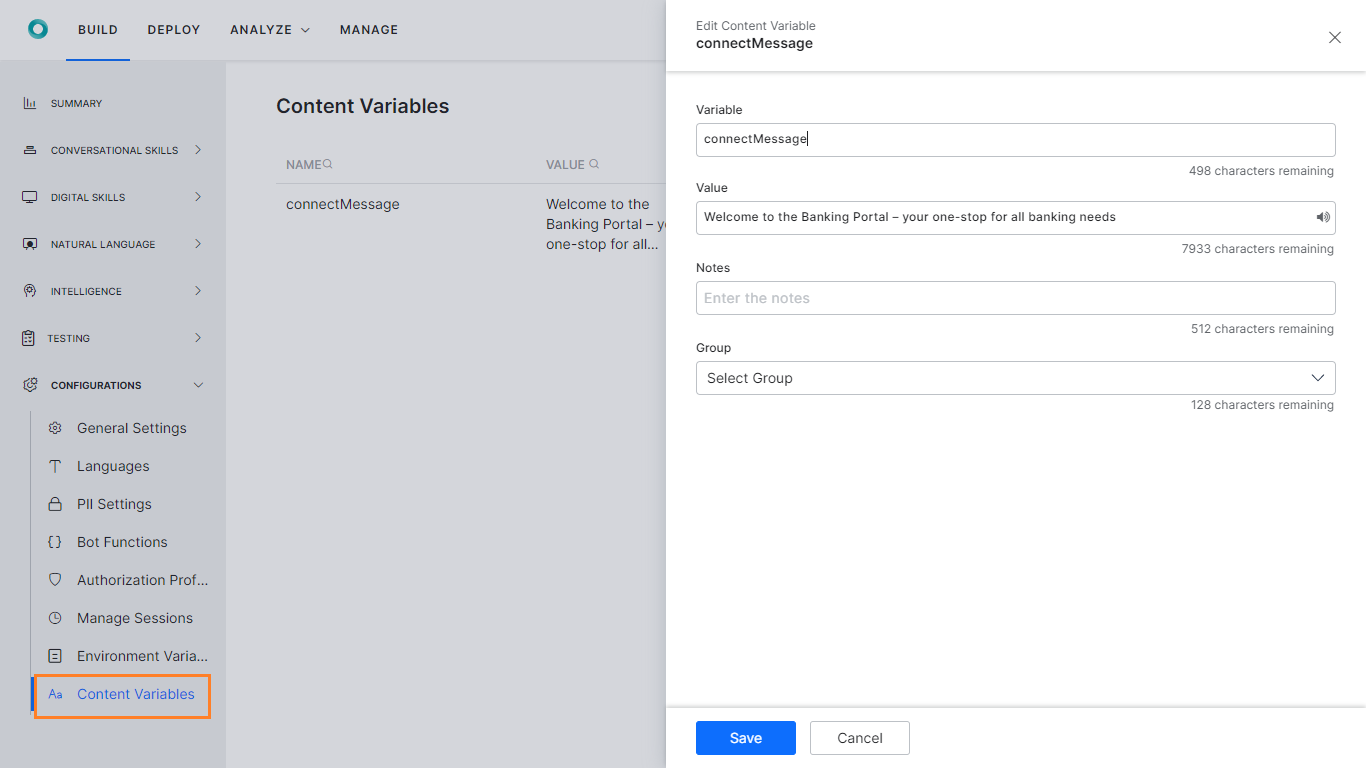 BUILD DEPLOY ANALYZE MANAGE
SUMMARY
CONVERSATIONAL SKILLS
DIGITAL SKILLS
NATURAL LANGUAGE
INTELLIGENCE
TESTING
CONFIGURATIONS
General Settings
Languages
PII Settings
Bot Functions
Authorization Prof...
Manage Sessions
Environment Varia...
Aa Content Variables
Content Variables
NAME VALUE
connectMessage
Welcome to the
Banking Portal –
one-stop for all...
Edit Content Variable
connectMessage
Variable
connectMessage
498 characters remaining
Value
Welcome to the Banking Portal – your one-stop for all banking needs
7933 characters remaining
Notes
Enter the notes
512 characters remaining
Group
Select Group
128 characters remaining
Save Cancel